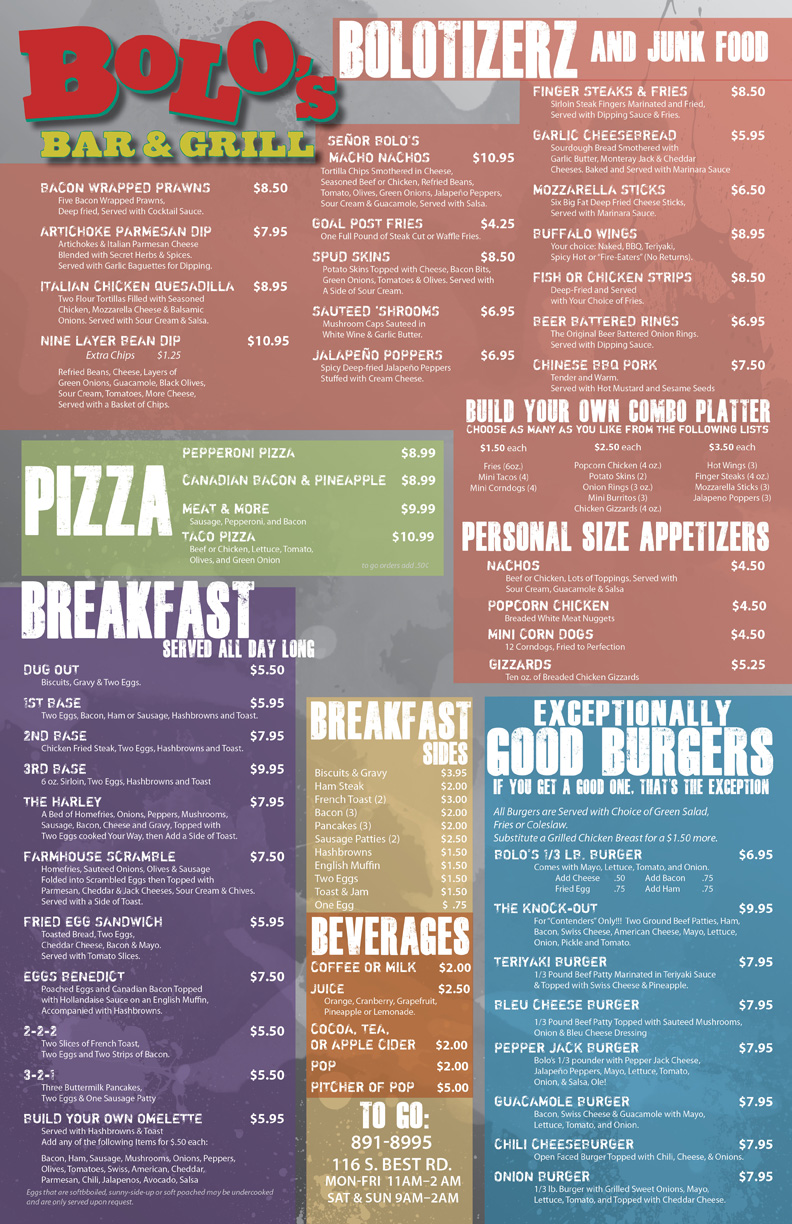 BOLO'S
BAR & GRILL
BOLOTIZERZ AND JUNK FOOD
BACON WRAPPED PRAWNS $8.50
Five Bacon Wrapped Prawns,
Deep fried, Served with Cocktail Sauce.
ARTICHOKE PARMESAN DIP $7.95
Artichokes & Italian Parmesan Cheese
Blended with Secret Herbs & Spices.
Served with Garlic Baguettes for Dipping.
ITALIAN CHICKEN QUESADILLA $8.95
Two Flour Tortillas Filled with Seasoned
Chicken, Mozzarella Cheese & Balsamic
Onions. Served with Sour Cream & Salsa.
NINE LAYER BEAN DIP $10.95
Extra Chips $1.25
Refried Beans, Cheese, Layers of
Green Onions, Guacamole, Black Olives,
Sour Cream, Tomatoes, More Cheese,
Served with a Basket of Chips.
SEÑOR BOLO'S
MACHO NACHOS $10.95
Tortilla Chips Smothered in Cheese,
Seasoned Beef or Chicken, Refried Beans,
Tomato, Olives, Green Onions, Jalapeño Peppers,
Sour Cream & Guacamole, Served with Salsa.
GOAL POST FRIES $4.25
One Full Pound of Steak Cut or Waffle Fries.
SPUD SKINS $8.50
Potato Skins Topped with Cheese, Bacon Bits,
Green Onions, Tomatoes & Olives. Served with
A Side of Sour Cream.
SAUTEED 'SHROOMS $6.95
Mushroom Caps Sauteed in
White Wine & Garlic Butter.
JALAPEÑO POPPERS $6.95
Spicy Deep-fried Jalapeño Peppers
Stuffed with Cream Cheese.
FINGER STEAKS & FRIES $8.50
Sirloin Steak Fingers Marinated and Fried,
Served with Dipping Sauce & Fries.
GARLIC CHEESEBREAD $5.95
Sourdough Bread Smothered with
Garlic Butter, Monteray Jack & Cheddar
Cheeses. Baked and Served with Marinara Sauce
MOZZARELLA STICKS $6.50
Six Big Fat Deep Fried Cheese Sticks,
Served with Marinara Sauce.
BUFFALO WINGS $8.95
Your choice: Naked, BBQ, Teriyaki,
Spicy Hot or "Fire-Eaters" (No Returns).
FISH OR CHICKEN STRIPS $8.50
Deep-Fried and Served
with Your Choice of Fries.
BEER BATTERED RINGS $6.95
The Original Beer Battered Onion Rings.
Served with Dipping Sauce.
CHINESE BBQ PORK $7.50
Tender and Warm.
Served with Hot Mustard and Sesame Seeds
BUILD YOUR OWN COMBO PLATTER
CHOOSE AS MANY AS YOU LIKE FROM THE FOLLOWING LISTS
$1.50 each
Fries (6oz.)
Mini Tacos (4)
Mini Corndogs (4)
$2.50 each
Popcorn Chicken (4 oz.)
Potato Skins (2)
Onion Rings (3 oz.)
Mini Burritos (3)
Chicken Gizzards (4 oz.)
$3.50 each
Hot Wings (3)
Finger Steaks (4 oz.)
Mozzarella Sticks (3)
Jalapeno Poppers (3)
PERSONAL SIZE APPETIZERS
NACHOS $4.50
Beef or Chicken, Lots of Toppings, Served with
Sour Cream, Guacamole & Salsa
POPCORN CHICKEN $4.50
Breaded White Meat Nuggets
MINI CORN DOGS $4.50
12 Corndogs, Fried to Perfection
GIZZARDS $5.25
Ten oz. of Breaded Chicken Gizzards
PIZZA
PEPPERONI PIZZA $8.99
CANADIAN BACON & PINEAPPLE $8.99
MEAT & MORE $9.99
Sausage, Pepperoni, and Bacon
TACO PIZZA $10.99
Beef or Chicken, Lettuce, Tomato,
Olives, and Green Onion
to go orders add .50¢
BREAKFAST
SERVED ALL DAY LONG
DUG OUT $5.50
Biscuits, Gravy & Two Eggs.
1ST BASE $5.95
Two Eggs, Bacon, Ham or Sausage, Hashbrowns and Toast.
2ND BASE $7.95
Chicken Fried Steak, Two Eggs, Hashbrowns and Toast.
3RD BASE $9.95
6 oz. Sirloin, Two Eggs, Hashbrowns and Toast
THE HARLEY $7.95
A Bed of Homefries, Onions, Peppers, Mushrooms,
Sausage, Bacon, Cheese and Gravy, Topped with
Two Eggs cooked Your Way, then Add a Side of Toast.
FARMHOUSE SCRAMBLE $7.50
Homefries, Sauteed Onions, Olives & Sausage
Folded into Scrambled Eggs then Topped with
Parmesan, Cheddar & Jack Cheeses, Sour Cream & Chives.
Served with a Side of Toast.
FRIED EGG SANDWICH $5.95
Toasted Bread, Two Eggs,
Cheddar Cheese, Bacon & Mayo.
Served with Tomato Slices.
EGGS BENEDICT $7.50
Poached Eggs and Canadian Bacon Topped
with Hollandaise Sauce on an English Muffin,
Accompanied with Hashbrowns.
2-2-2 $5.50
Two Slices of French Toast,
Two Eggs and Two Strips of Bacon.
3-2-1 $5.50
Three Buttermilk Pancakes,
Two Eggs & One Sausage Patty
BUILD YOUR OWN OMELETTE $5.95
Served with Hashbrowns & Toast
Add any of the following Items for $.50 each:
Bacon, Ham, Sausage, Mushrooms, Onions, Peppers,
Olives, Tomatoes, Swiss, American, Cheddar,
Parmesan, Chili, Jalapenos, Avocado, Salsa
Eggs that are softboiled, sunny-side-up or soft poached may be undercooked
and are only served upon request.
BREAKFAST
SIDES
Biscuits & Gravy $3.95
Ham Steak $2.00
French Toast (2) $3.00
Bacon (3) $2.00
Pancakes (3) $2.00
Sausage Patties (2) $2.50
Hashbrowns $1.50
English Muffin $1.50
Two Eggs $1.50
Toast & Jam $1.50
One Egg $ .75
BEVERAGES
COFFEE OR MILK $2.00
JUICE $2.50
Orange, Cranberry, Grapefruit,
Pineapple or Lemonade.
COCOA, TEA,
OR APPLE CIDER $2.00
POP $2.00
PITCHER OF POP $5.00
TO GO:
891-8995
116 S. BEST RD.
MON-FRI 11AM–2 AM
SAT & SUN 9AM–2AM
EXCEPTIONALLY
GOOD BURGERS
IF YOU GET A GOOD ONE, THAT'S THE EXCEPTION
All Burgers are Served with Choice of Green Salad,
Fries or Coleslaw.
Substitute a Grilled Chicken Breast for a $1.50 more.
BOLO'S 1/3 LB. BURGER $6.95
Comes with Mayo, Lettuce, Tomato, and Onion.
Add Cheese .50 Add Bacon .75
Fried Egg .75 Add Ham .75
THE KNOCK-OUT $9.95
For "Contenders" Only!!! Two Ground Beef Patties, Ham,
Bacon, Swiss Cheese, American Cheese, Mayo, Lettuce,
Onion, Pickle and Tomato.
TERIYAKI BURGER $7.95
1/3 Pound Beef Patty Marinated in Teriyaki Sauce
& Topped with Swiss Cheese & Pineapple.
BLEU CHEESE BURGER $7.95
1/3 Pound Beef Patty Topped with Sauteed Mushrooms,
Onion & Bleu Cheese Dressing
PEPPER JACK BURGER $7.95
Bolo's 1/3 pounder with Pepper Jack Cheese,
Jalapeño Peppers, Mayo, Lettuce, Tomato,
Onion, & Salsa, Ole!
GUACAMOLE BURGER $7.95
Bacon, Swiss Cheese & Guacamole with Mayo,
Lettuce, Tomato, and Onion.
CHILI CHEESEBURGER $7.95
Open Faced Burger Topped with Chili, Cheese, & Onions.
ONION BURGER $7.95
1/3 lb. Burger with Grilled Sweet Onions, Mayo,
Lettuce, Tomato, and Topped with Cheddar Cheese.